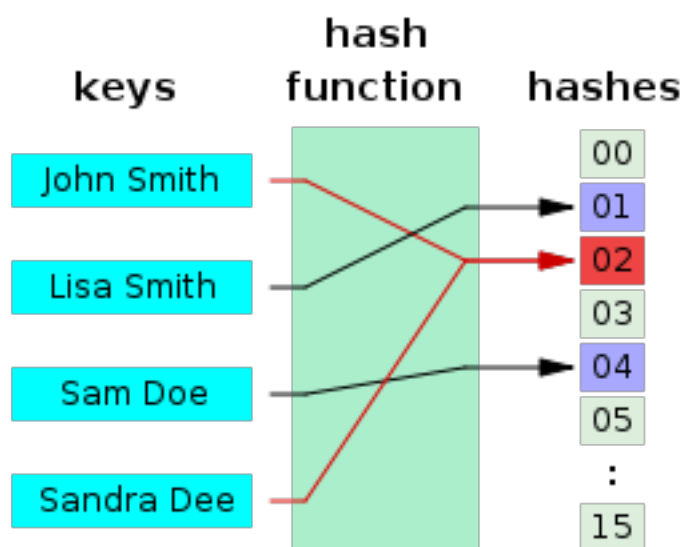 keys
hash
function
hashes
John Smith
Lisa Smith
Sam Doe
Sandra Dee
00
01
02
03
04
05
:
15